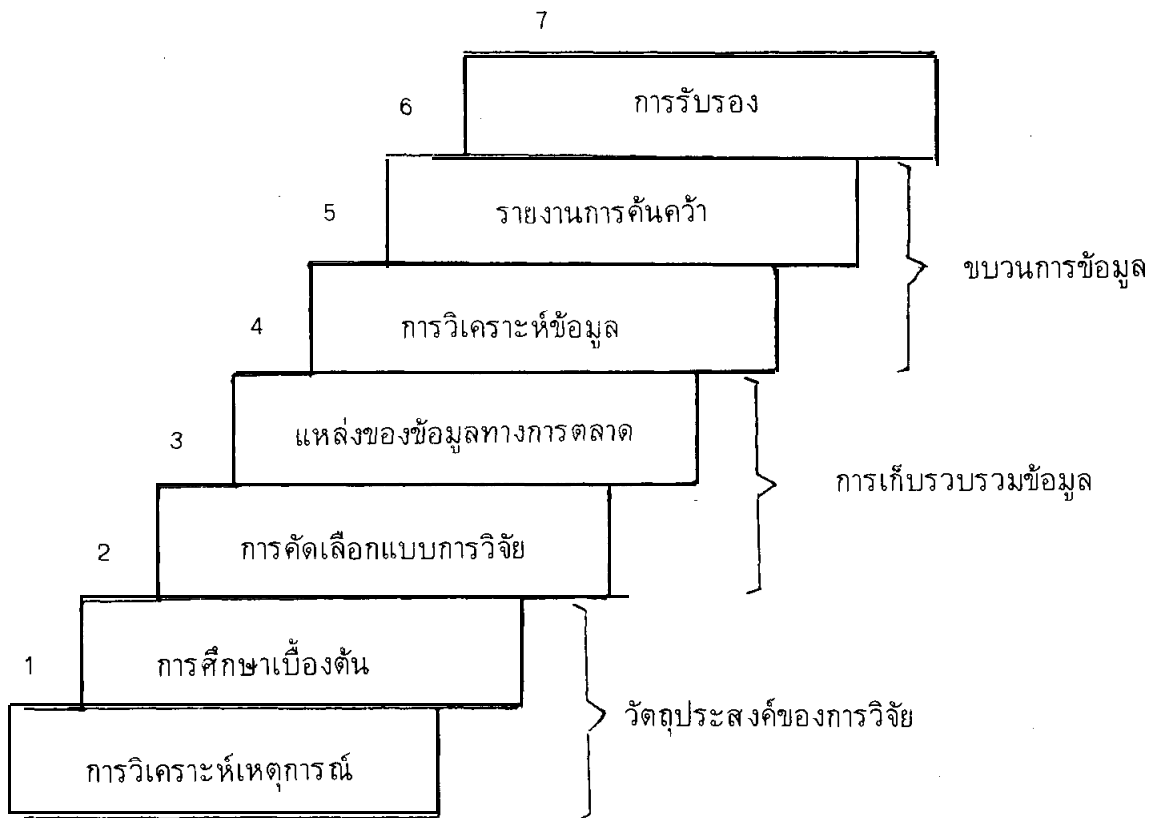 7
6
การรับรอง
5
รายงานการค้นคว้า
ขบวนการข้อมูล
4
การวิเคราะห์ข้อมูล
3
แหล่งของข้อมูลทางการตลาด
การเก็บรวบรวมข้อมูล
2
การคัดเลือกแบบการวิจัย
1
การศึกษาเบื้องต้น
วัตถุประสงค์ของการวิจัย
การวิเคราะห์เหตุการณ์